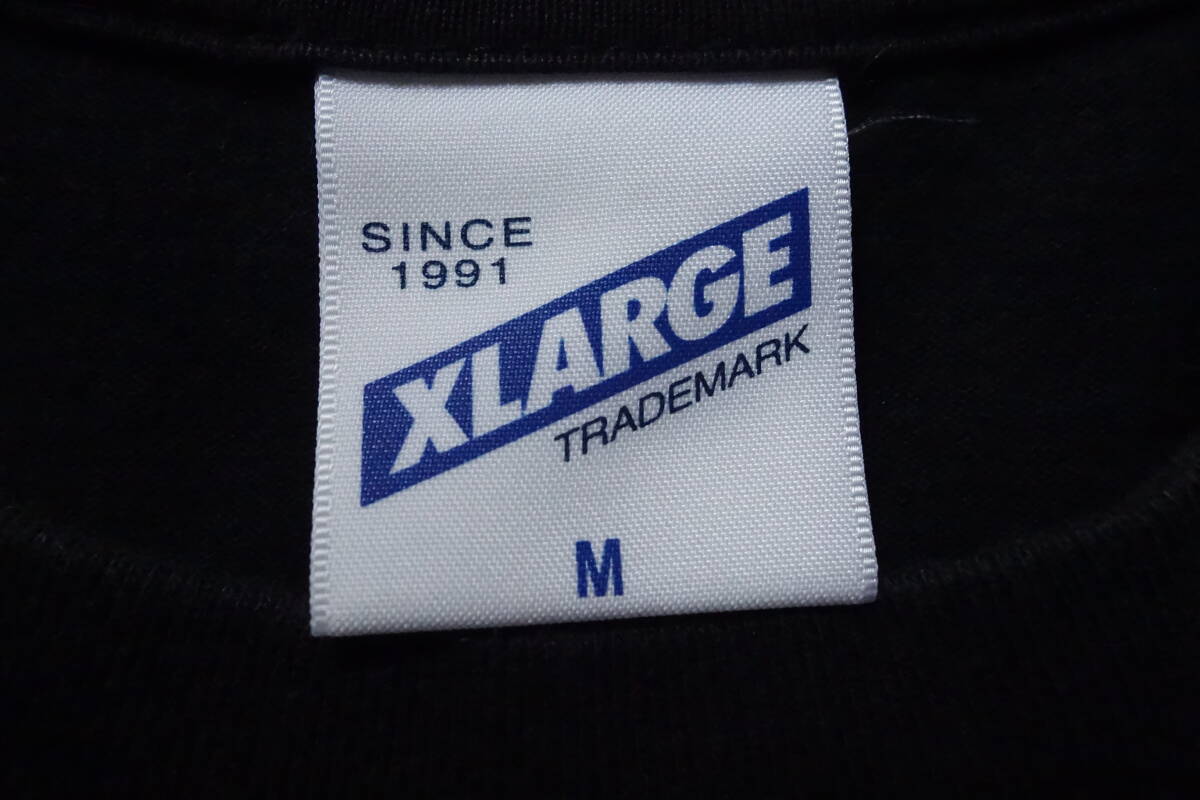 SINCE
1991
XLARGE
TRADEMARK
M